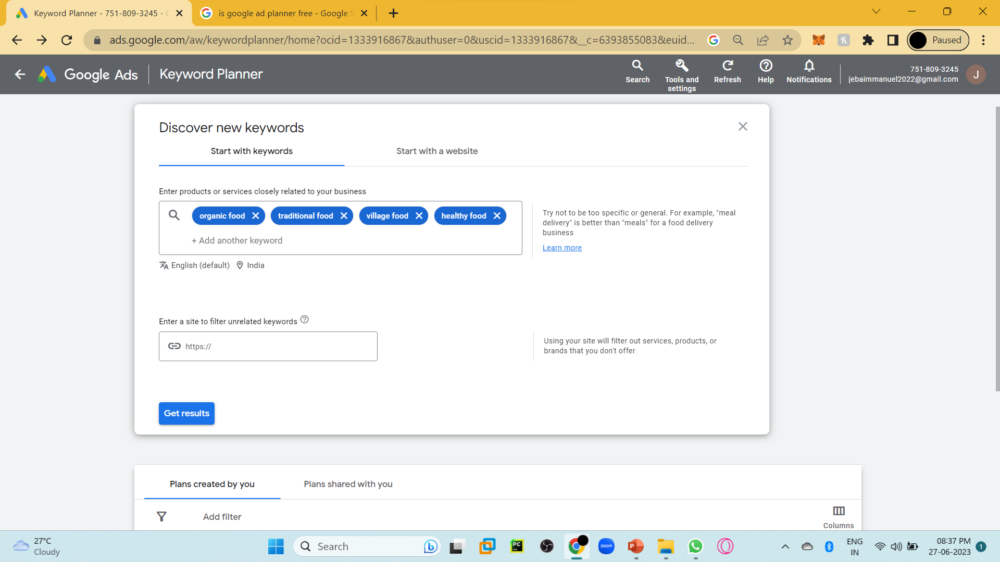 Keyword Planner - 751-809-3245 -
is google ad planner free - Google
ads.google.com/aw/keywordplanner/home?ocid=1333916867&authuser=0&uscid=1333916867&__c=6393855083&euid...
Paused
Google Ads
Keyword Planner
Search
Tools and
settings
Refresh
Help
Notifications
751-809-3245
jebaimmanuel2022@gmail.com
J
Discover new keywords
Start with keywords
Start with a website
Enter products or services closely related to your business
organic food
traditional food
village food
healthy food
+ Add another keyword
Try not to be too specific or general. For example, "meal
delivery" is better than "meals" for a food delivery
business
Learn more
English (default)
India
Enter a site to filter unrelated keywords
https://
Using your site will filter out services, products, or
brands that you don't offer
Get results
Plans created by you
Plans shared with you
Add filter
Columns
27°C
Cloudy
Search
PC
zoom
P
ENG
IN
08:37 PM
27-06-2023
1